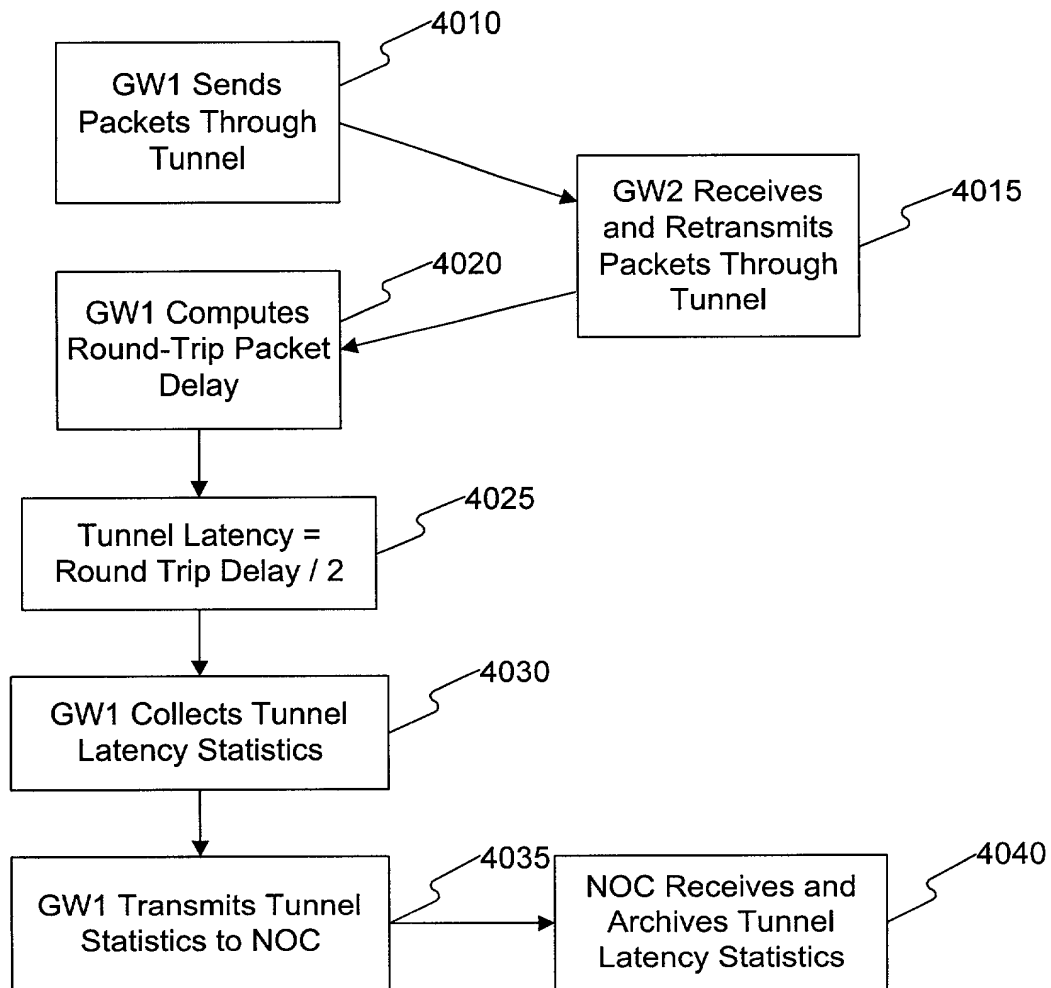 4010
GW1 Sends
Packets Through
Tunnel
GW2 Receives
and Retransmits
Packets Through
Tunnel
4015
4020
GW1 Computes
Round-Trip Packet
Delay
4025
Tunnel Latency =
Round Trip Delay / 2
4030
GW1 Collects Tunnel
Latency Statistics
4035
GW1 Transmits Tunnel
Statistics to NOC
4040
NOC Receives and
Archives Tunnel
Latency Statistics